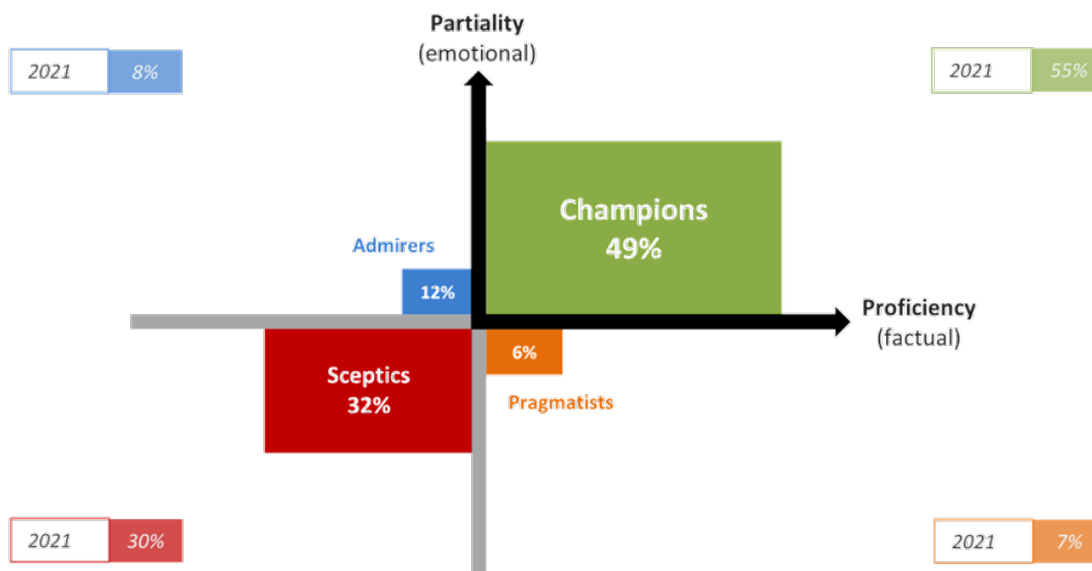 Partiality
(emotional)
2021 8%
2021 55%
Champions
49%
Admirers
12%
Proficiency
(factual)
6%
Sceptics
32%
Pragmatists
2021 30%
2021 7%